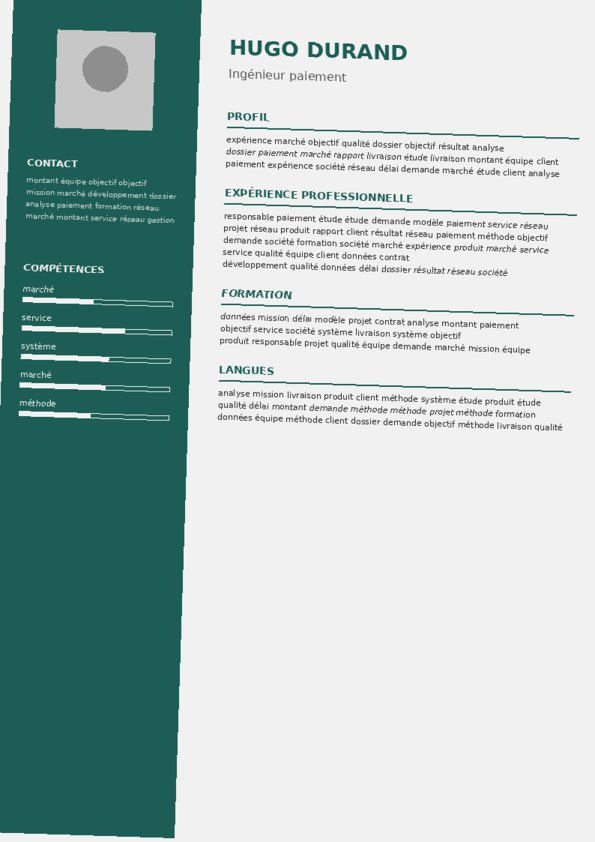 CONTACT
montant équipe objectif objectif
mission marché développement dossier
analyse paiement formation réseau
marché montant service réseau gestion
COMPÉTENCES
marché
service
système
marché
méthode
HUGO DURAND
Ingénieur paiement
PROFIL
expérience marché objectif qualité dossier objectif résultat analyse
dossier paiement marché rapport livraison étude livraison montant équipe client
paiement expérience société réseau délai demande marché étude client analyse
EXPÉRIENCE PROFESSIONNELLE
responsable paiement étude étude demande modèle paiement service réseau
projet réseau produit rapport client résultat réseau paiement méthode objectif
demande société formation société marché expérience produit marché service
service qualité équipe client données contrat
développement qualité données délai dossier résultat réseau société
FORMATION
données mission délai modèle projet contrat analyse montant paiement
objectif service société système livraison système objectif
produit responsable projet qualité équipe demande marché mission équipe
LANGUES
analyse mission livraison produit client méthode système étude produit étude
qualité délai montant demande méthode méthode projet méthode formation
données équipe méthode client dossier demande objectif méthode livraison qualité